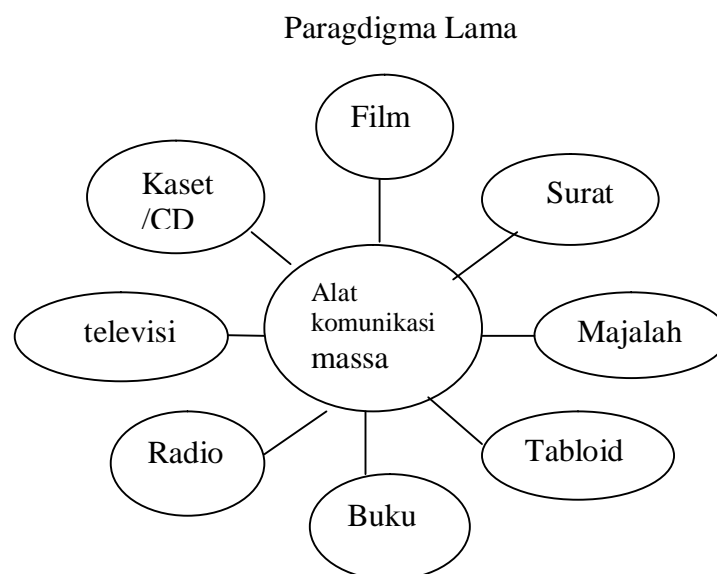 Paragdigma Lama
Film
Kaset
/CD
Surat
Alat
komunikasi
massa
televisi
Majalah
Radio
Tabloid
Buku